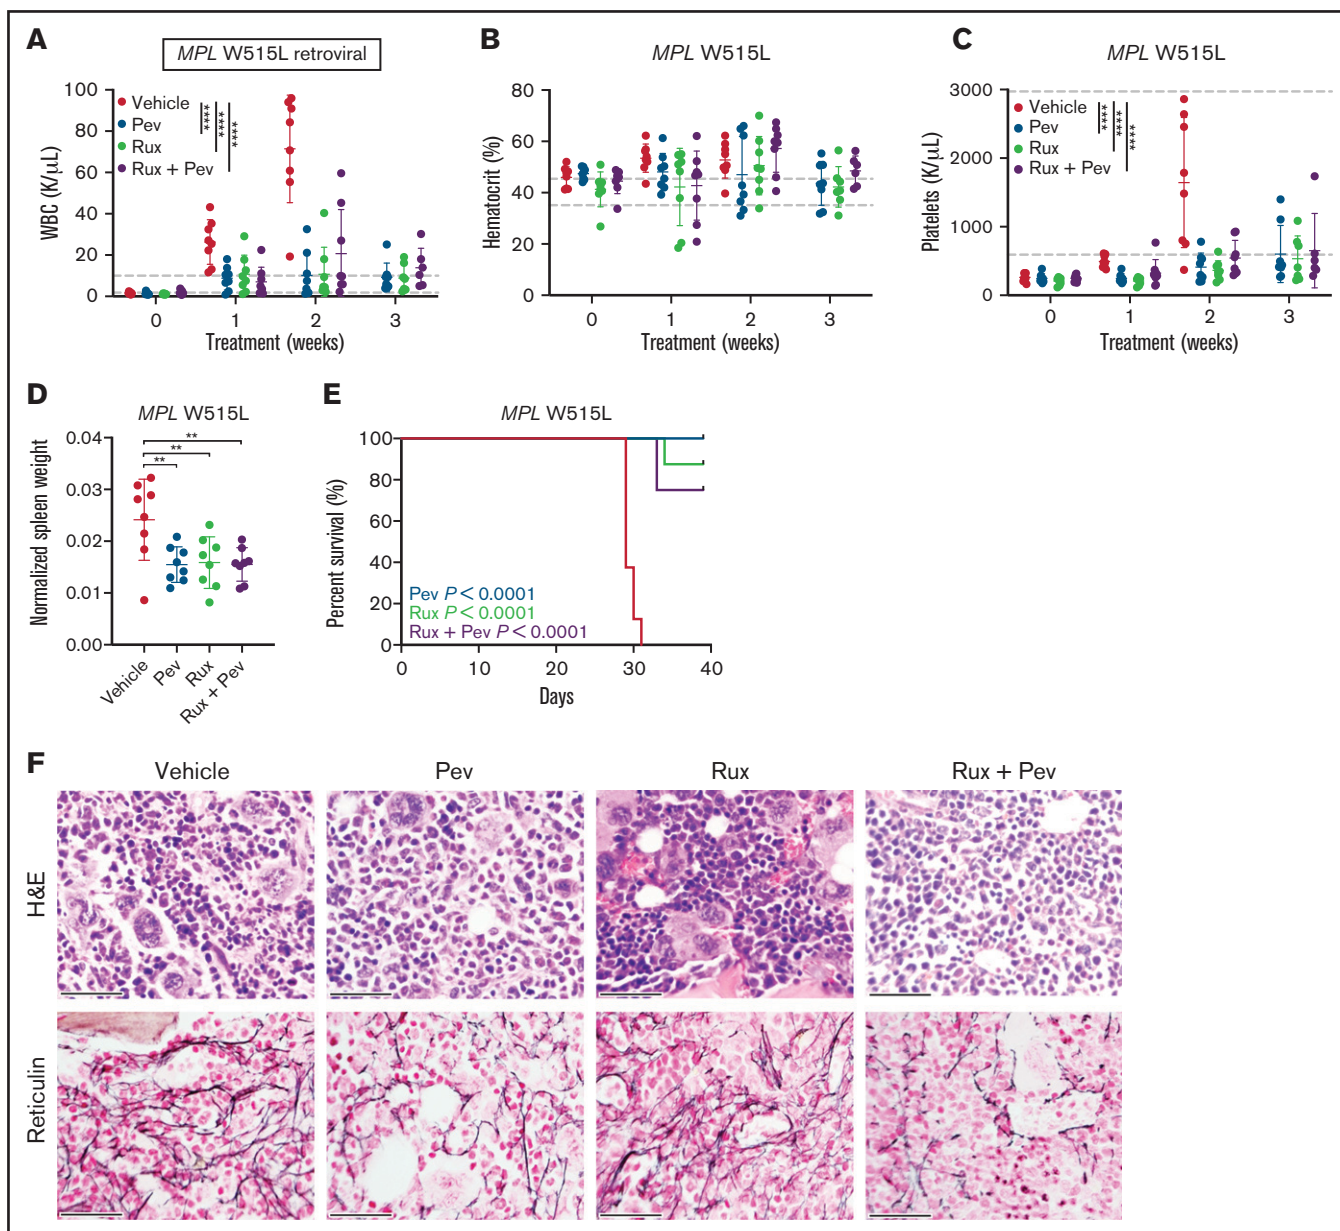 A
MPL W515L retroviral
WBC (K/μL)
100
80
60
40
20
0
Vehicle
Pev
Rux
Rux + Pev
****
****
****
0 1 2 3
Treatment (weeks)
B
MPL W515L
Hematocrit (%)
80
60
40
20
0
0 1 2 3
Treatment (weeks)
C
MPL W515L
Platelets (K/μL)
3000
2000
1000
0
Vehicle
Pev
Rux
Rux + Pev
****
****
****
0 1 2 3
Treatment (weeks)
D
MPL W515L
Normalized spleen weight
0.04
0.03
0.02
0.01
0.00
**
**
**
Vehicle
Pev
Rux
Rux + Pev
E
MPL W515L
Percent survival (%)
100
80
60
40
20
0
Pev P < 0.0001
Rux P < 0.0001
Rux + Pev P < 0.0001
0 10 20 30 40
Days
F
Vehicle Pev Rux Rux + Pev
H&E
Reticulin